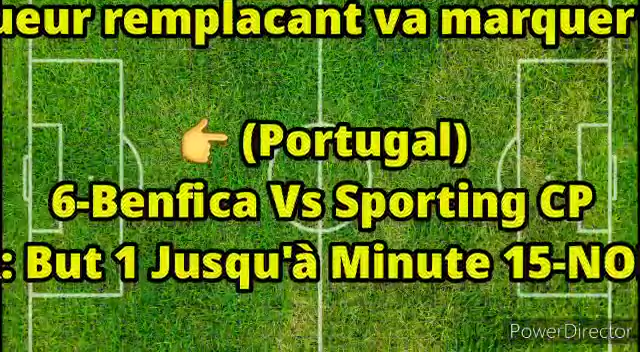 ueur remplacant va marquer
(Portugal)
6-Benfica Vs Sporting CP
: But 1 Jusqu'à Minute 15-NO
PowerDirector